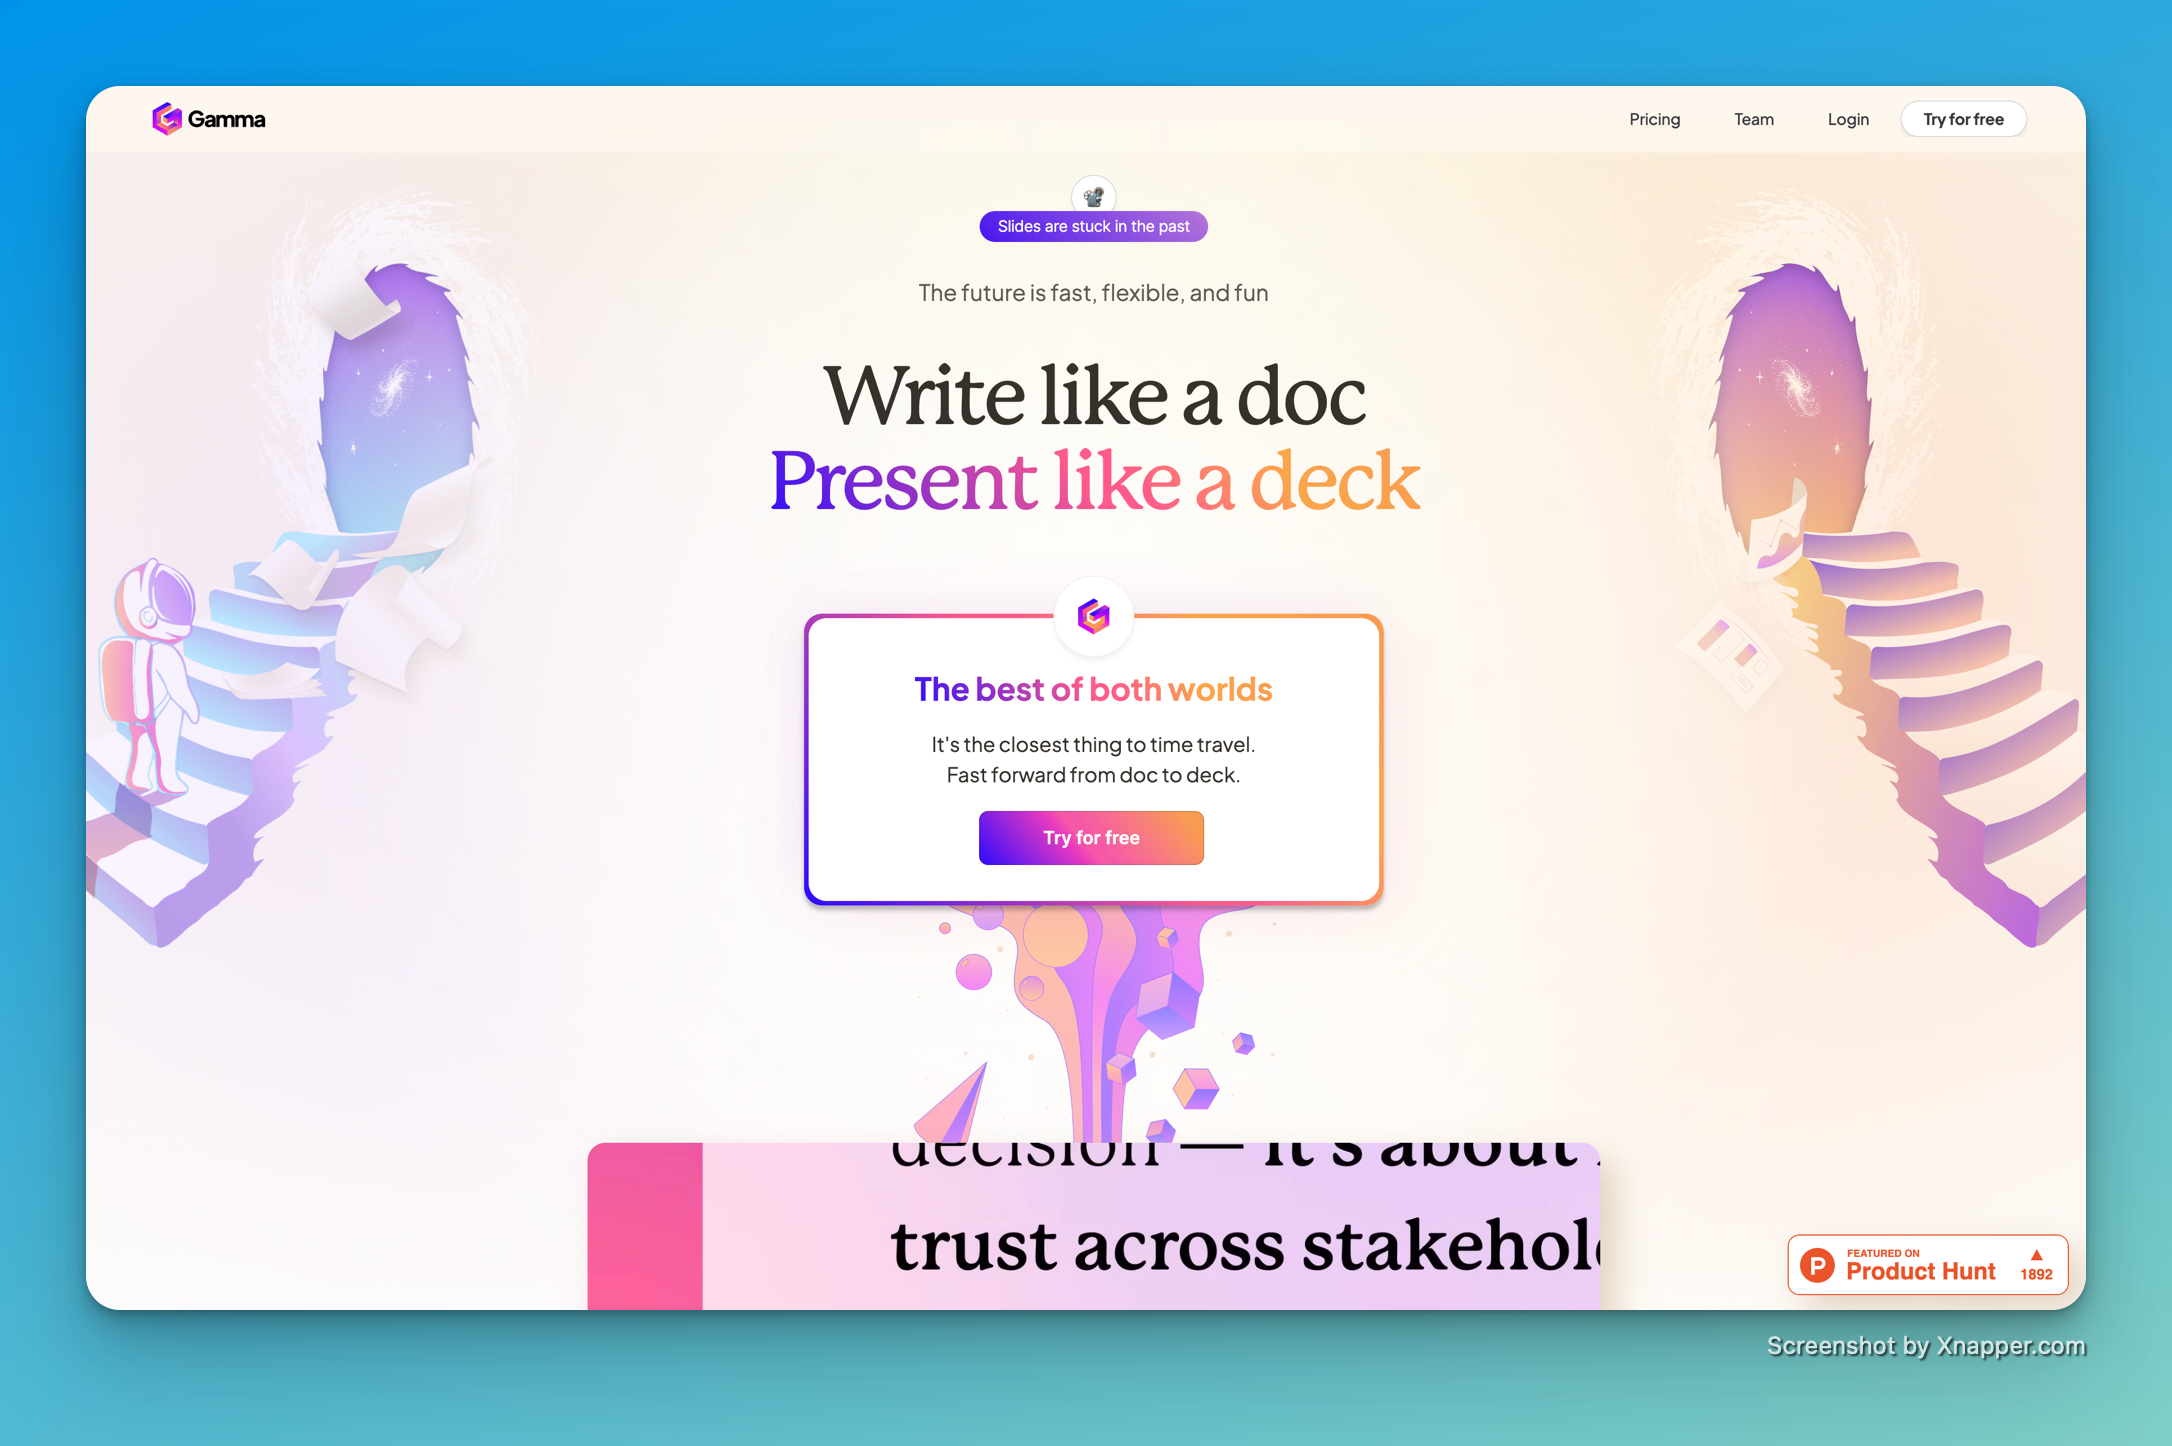 Gamma
Pricing
Team
Login
Try for free
Slides are stuck in the past
The future is fast, flexible, and fun
Write like a doc
Present like a deck
The best of both worlds
It's the closest thing to time travel.
Fast forward from doc to deck.
Try for free
decision — it's about
trust across stakehol
FEATURED ON
Product Hunt
1892
Screenshot by Xnapper.com